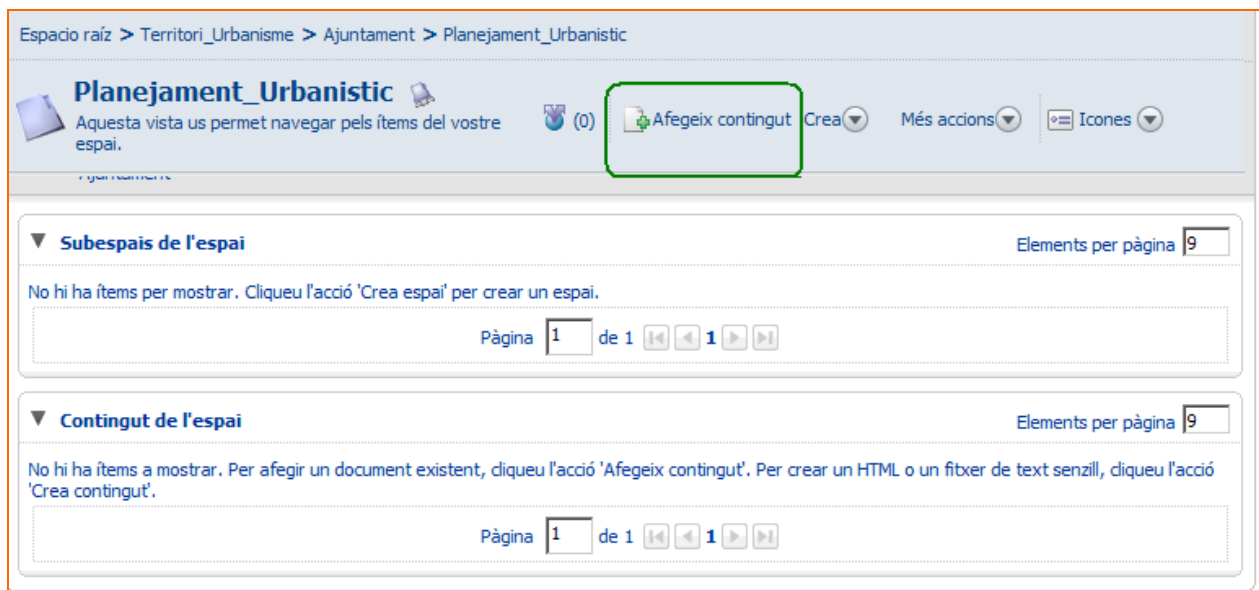 Espacio raíz > Territori_Urbanisme > Ajuntament > Planejament_Urbanistic
Planejament_Urbanistic
Aquesta vista us permet navegar pels ítems del vostre
espai.
(0) Afegeix contingut Crea Més accions Icones
Ajuntament
Subespais de l'espai Elements per pàgina 9
No hi ha ítems per mostrar. Cliqueu l'acció 'Crea espai' per crear un espai.
Pàgina 1 de 1 1
Contingut de l'espai Elements per pàgina 9
No hi ha ítems a mostrar. Per afegir un document existent, cliqueu l'acció 'Afegeix contingut'. Per crear un HTML o un fitxer de text senzill, cliqueu l'acció
'Crea contingut'.
Pàgina 1 de 1 1